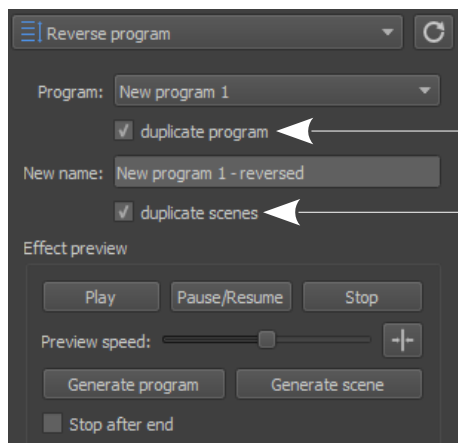 Reverse program
Program: New program 1
duplicate program
New name: New program 1 - reversed
duplicate scenes
Effect preview
Play Pause/Resume Stop
Preview speed:
Generate program Generate scene
Stop after end